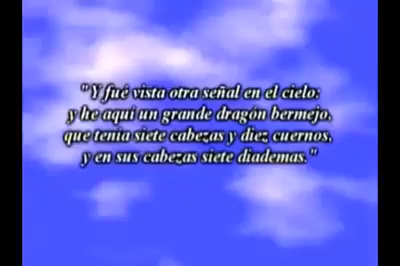 "Y fué vista otra señal en el cielo:
y he aquí un grande dragón bermejo,
que tenía siete cabezas y diez cuernos,
y en sus cabezas siete diademas."